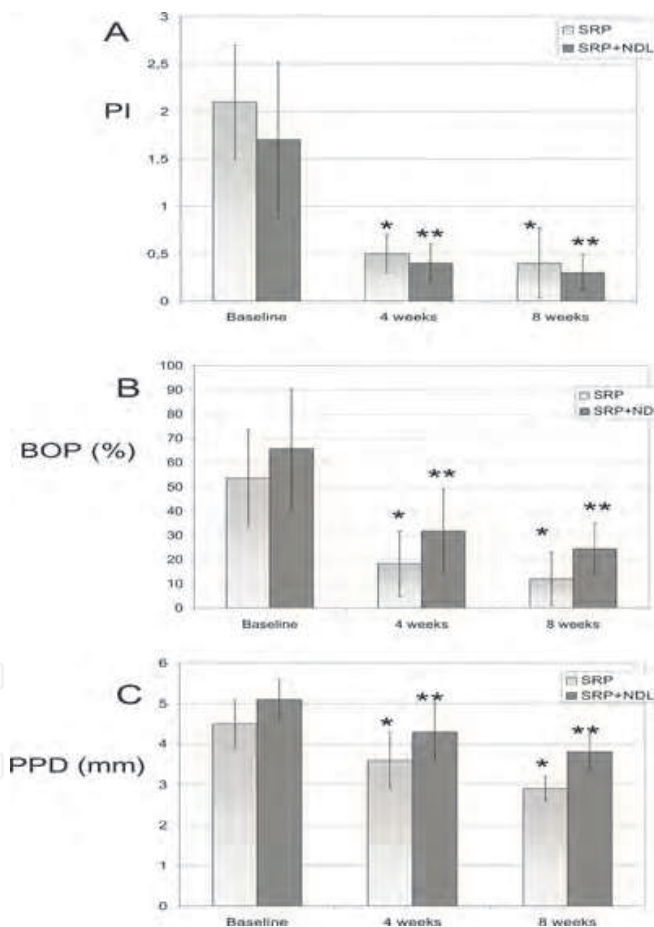 A
PI
3
2,5
2
1,5
1
0,5
0
SRP
SRP+NDL
*
**
*
**
Baseline
4 weeks
8 weeks
B
BOP (%)
100
90
80
70
60
50
40
30
20
10
0
SRP
SRP+ND
*
**
*
**
Baseline
4 weeks
8 weeks
C
PPD (mm)
6
5
4
3
2
1
0
SRP
SRP+NDL
*
**
*
**
Baseline
4 weeks
8 weeks